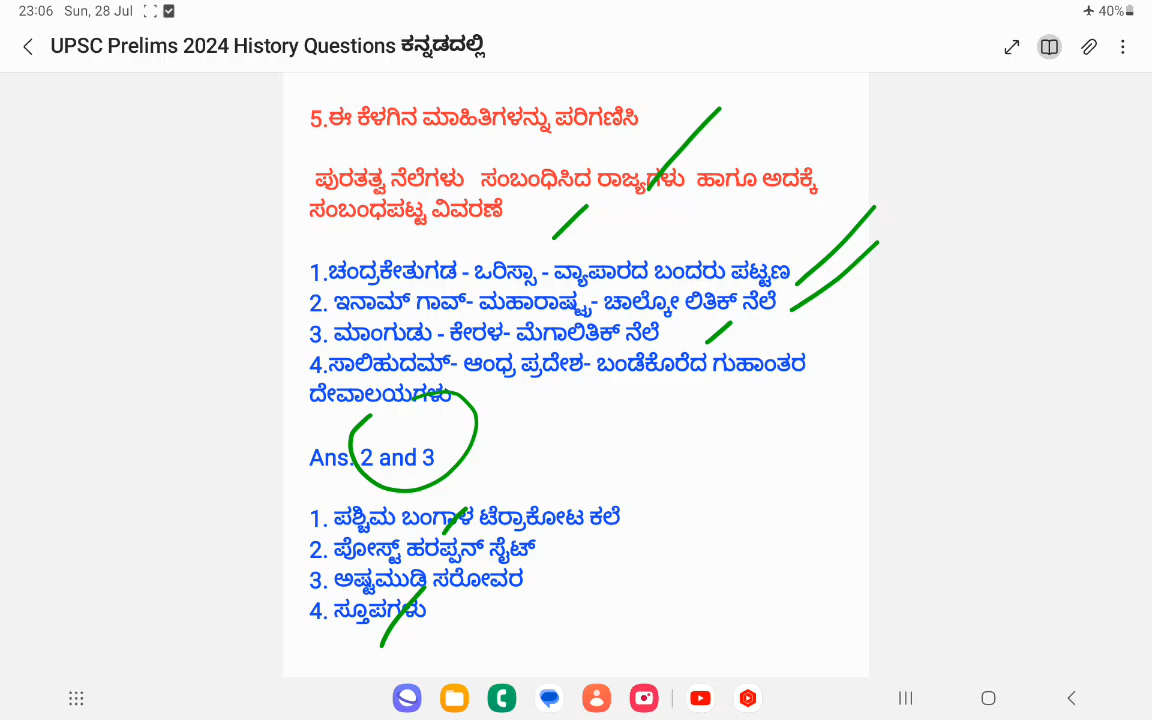 23:06 Sun, 28 Jul
40%
UPSC Prelims 2024 History Questions ಕನ್ನಡದಲ್ಲಿ
5.ಈ ಕೆಳಗಿನ ಮಾಹಿತಿಗಳನ್ನು ಪರಿಗಣಿಸಿ
ಪುರತತ್ವ ನೆಲೆಗಳು ಸಂಬಂಧಿಸಿದ ರಾಜ್ಯಗಳು ಹಾಗೂ ಅದಕ್ಕೆ
ಸಂಬಂಧಪಟ್ಟ ವಿವರಣೆ
1.ಚಂದ್ರಕೇತುಗಡ - ಒರಿಸ್ಸಾ - ವ್ಯಾಪಾರದ ಬಂದರು ಪಟ್ಟಣ
2. ಇನಾಮ್ ಗಾವ್- ಮಹಾರಾಷ್ಟ್ರ- ಚಾಲ್ಕೋ ಲಿತಿಕ್ ನೆಲೆ
3. ಮಾಂಗುಡು - ಕೇರಳ- ಮೆಗಾಲಿತಿಕ್ ನೆಲೆ
4.ಸಾಲಿಹುದಮ್- ಆಂಧ್ರ ಪ್ರದೇಶ- ಬಂಡೆಕೊರೆದ ಗುಹಾಂತರ
ದೇವಾಲಯಗಳು
Ans. 2 and 3
1. ಪಶ್ಚಿಮ ಬಂಗಾಳ ಟೆರ್ರಾಕೋಟ ಕಲೆ
2. ಪೋಸ್ಟ್ ಹರಪ್ಪನ್ ಸೈಟ್
3. ಅಷ್ಟಮುಡಿ ಸರೋವರ
4. ಸ್ತೂಪಗಳು